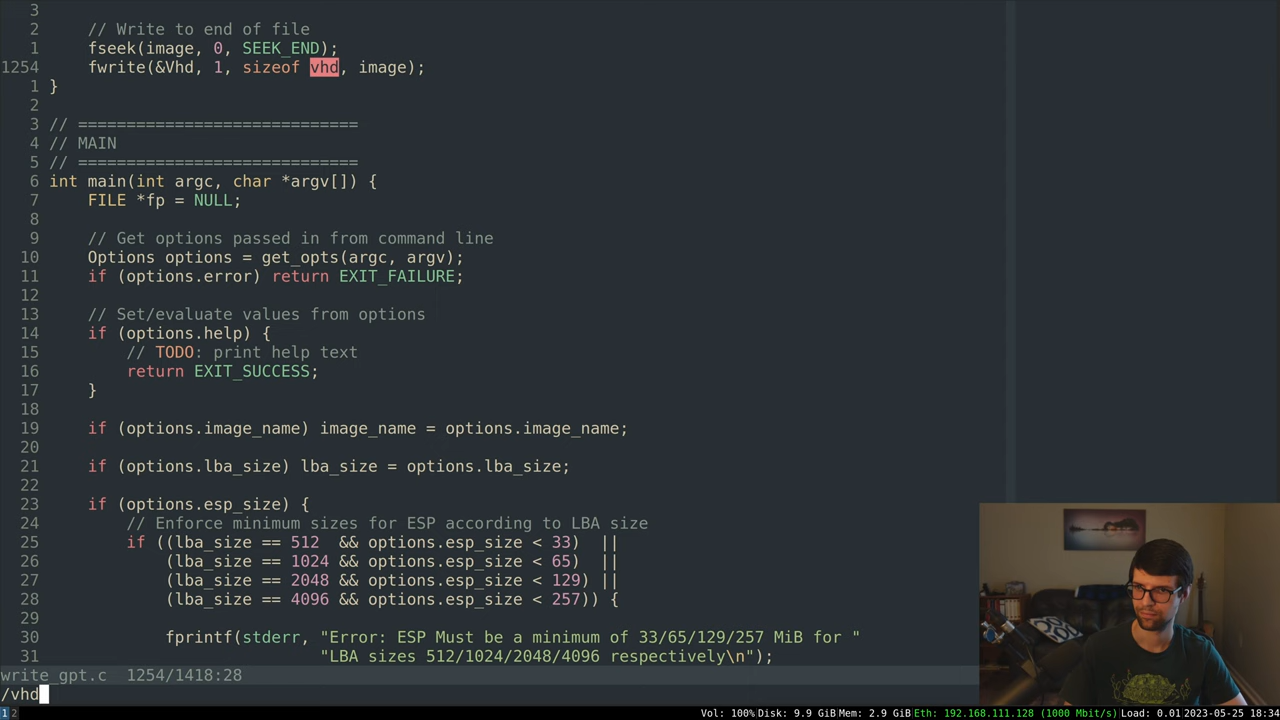 3
2 // Write to end of file
1 fseek(image, 0, SEEK_END);
1254 fwrite(&Vhd, 1, sizeof vhd, image);
1 }
2
3 // =============================
4 // MAIN
5 // =============================
6 int main(int argc, char *argv[]) {
7 FILE *fp = NULL;
8
9 // Get options passed in from command line
10 Options options = get_opts(argc, argv);
11 if (options.error) return EXIT_FAILURE;
12
13 // Set/evaluate values from options
14 if (options.help) {
15 // TODO: print help text
16 return EXIT_SUCCESS;
17 }
18
19 if (options.image_name) image_name = options.image_name;
20
21 if (options.lba_size) lba_size = options.lba_size;
22
23 if (options.esp_size) {
24 // Enforce minimum sizes for ESP according to LBA size
25 if ((lba_size == 512 && options.esp_size < 33) ||
26 (lba_size == 1024 && options.esp_size < 65) ||
27 (lba_size == 2048 && options.esp_size < 129) ||
28 (lba_size == 4096 && options.esp_size < 257)) {
29
30 fprintf(stderr, "Error: ESP Must be a minimum of 33/65/129/257 MiB for "
31 "LBA sizes 512/1024/2048/4096 respectively\n");
write_gpt.c 1254/1418:28
/vhd
1 2 Vol: 100% Disk: 9.9 GiB Mem: 2.9 GiB Eth: 192.168.111.128 (1000 Mbit/s) Load: 0.01 2023-05-25 18:34